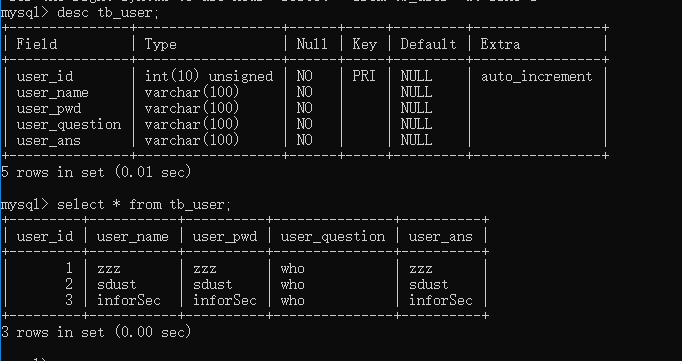 mysql> desc tb_user;
+---------------+------------------+------+-----+---------+----------------+
| Field         | Type             | Null | Key | Default | Extra          |
+---------------+------------------+------+-----+---------+----------------+
| user_id       | int(10) unsigned | NO   | PRI | NULL    | auto_increment |
| user_name     | varchar(100)     | NO   |     | NULL    |                |
| user_pwd      | varchar(100)     | NO   |     | NULL    |                |
| user_question | varchar(100)     | NO   |     | NULL    |                |
| user_ans      | varchar(100)     | NO   |     | NULL    |                |
+---------------+------------------+------+-----+---------+----------------+
5 rows in set (0.01 sec)
mysql> select * from tb_user;
+---------+-----------+-----------+---------------+-----------+
| user_id | user_name | user_pwd  | user_question | user_ans  |
+---------+-----------+-----------+---------------+-----------+
|       1 | zzz       | zzz       | who           | zzz       |
|       2 | sdust     | sdust     | who           | sdust     |
|       3 | inforSec  | inforSec  | who           | inforSec  |
+---------+-----------+-----------+---------------+-----------+
3 rows in set (0.00 sec)